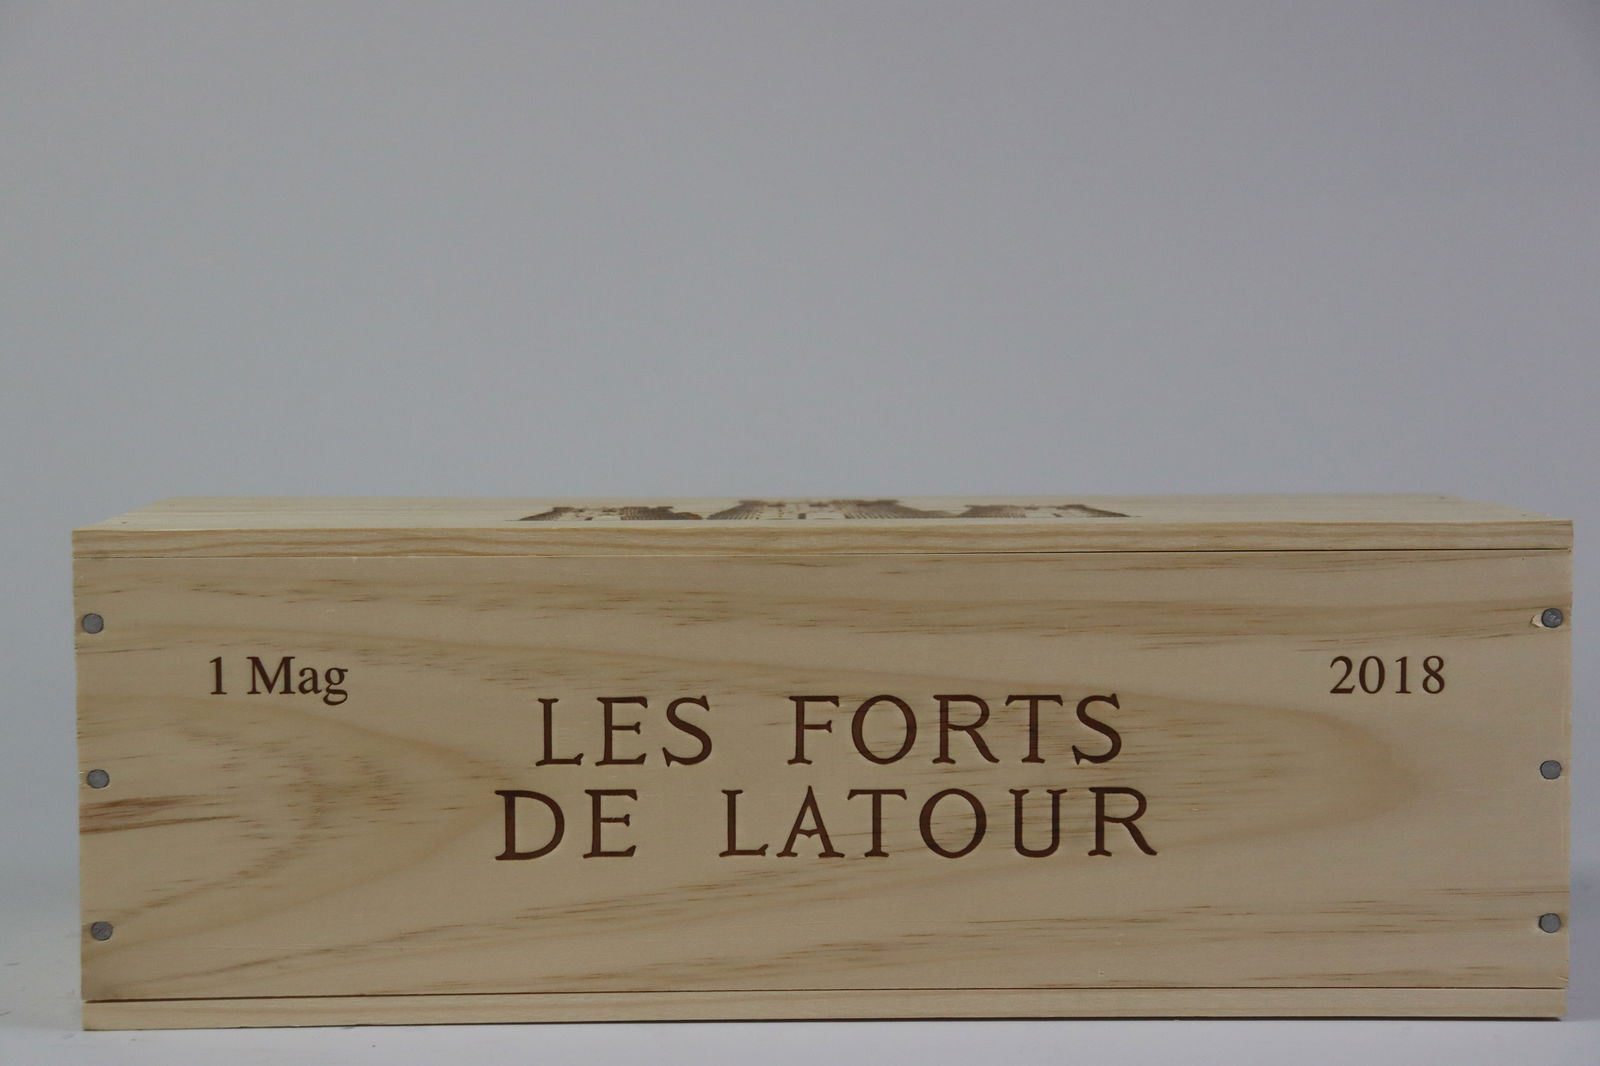 1 Mag
2018
LES FORTS
DE LATOUR